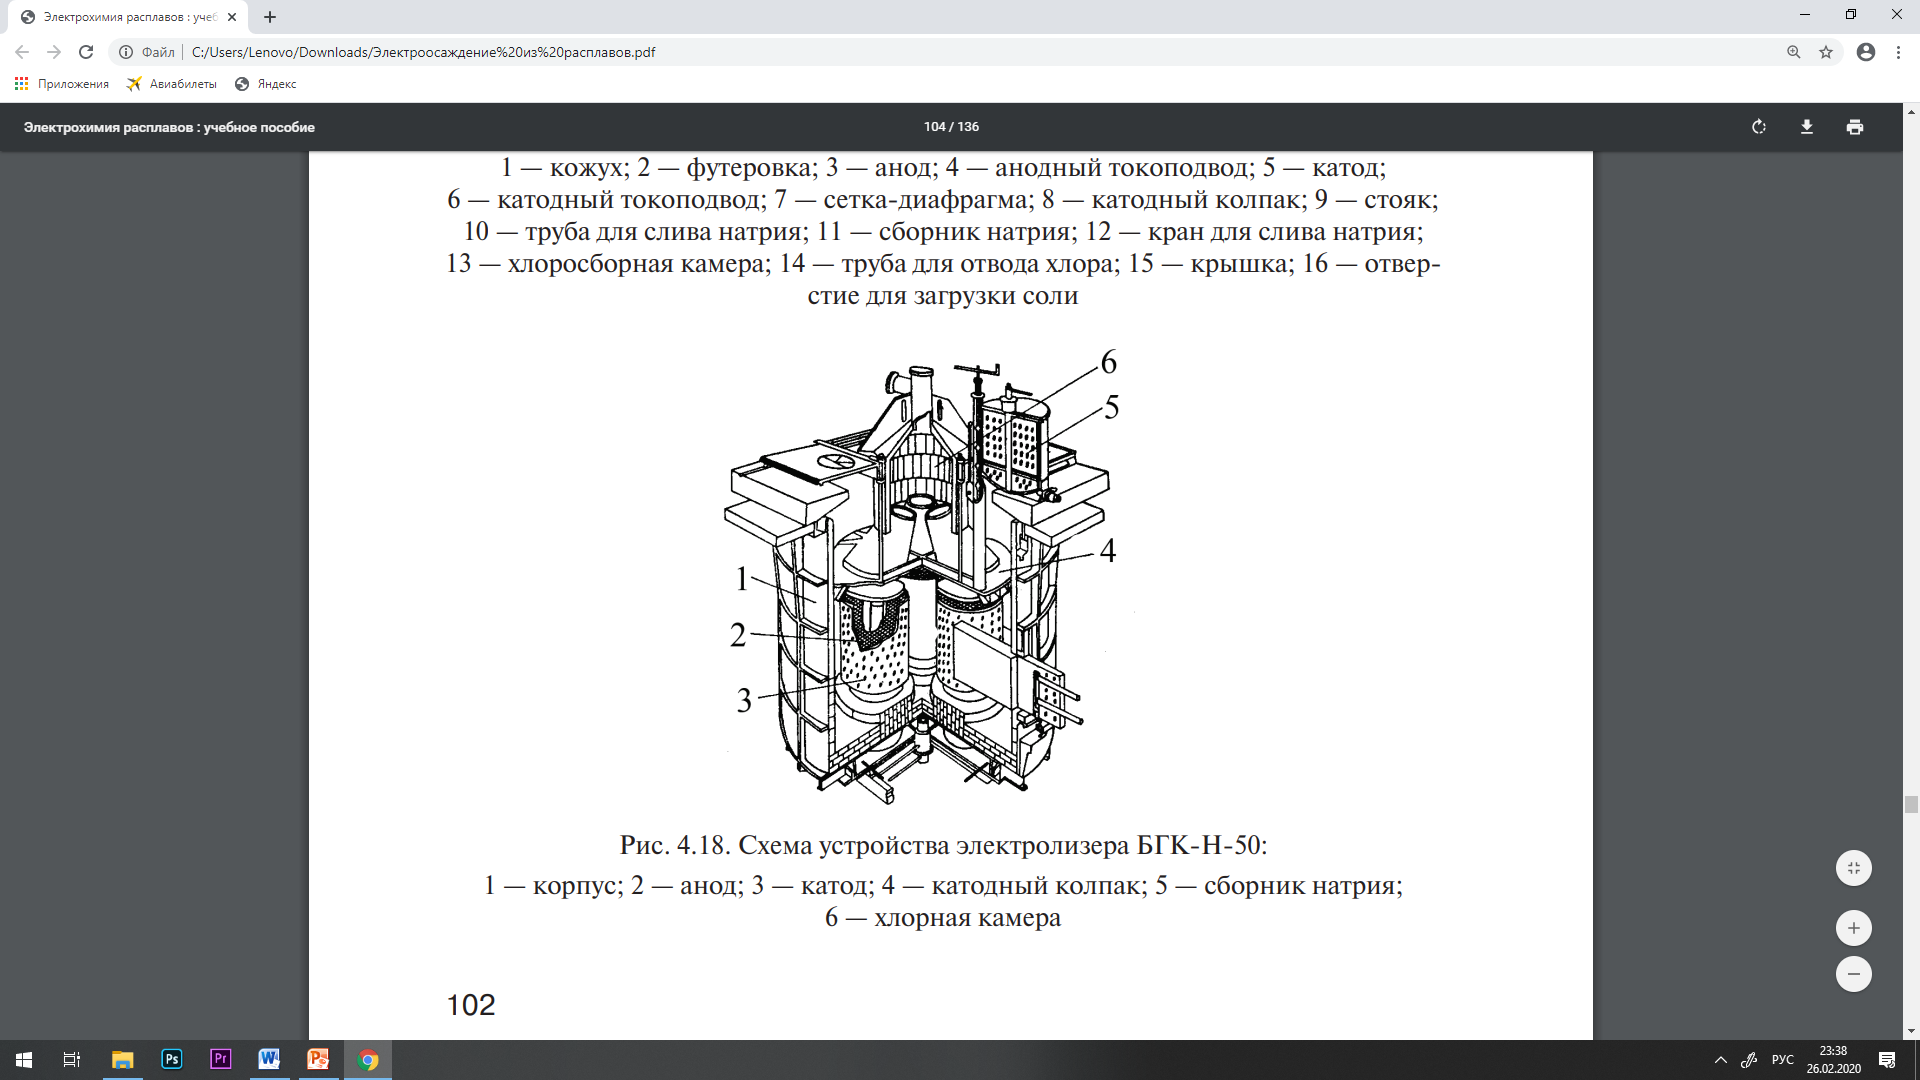 Электрохимия расплавов : учеб
Файл
C:/Users/Lenovo/Downloads/Электроосаждение%20из%20расплавов.pdf
Приложения
Авиабилеты
Яндекс
Электрохимия расплавов : учебное пособие
104 / 136
1 — кожух; 2 — футеровка; 3 — анод; 4 — анодный токоподвод; 5 — катод;
6 — катодный токоподвод; 7 — сетка-диафрагма; 8 — катодный колпак; 9 — стояк;
10 — труба для слива натрия; 11 — сборник натрия; 12 — кран для слива натрия;
13 — хлоросборная камера; 14 — труба для отвода хлора; 15 — крышка; 16 — отвер-
стие для загрузки соли
6
5
4
1
2
3
Рис. 4.18. Схема устройства электролизера БГК-Н-50:
1 — корпус; 2 — анод; 3 — катод; 4 — катодный колпак; 5 — сборник натрия;
6 — хлорная камера
102
Ps
Pr
W
P
РУС
23:38
26.02.2020